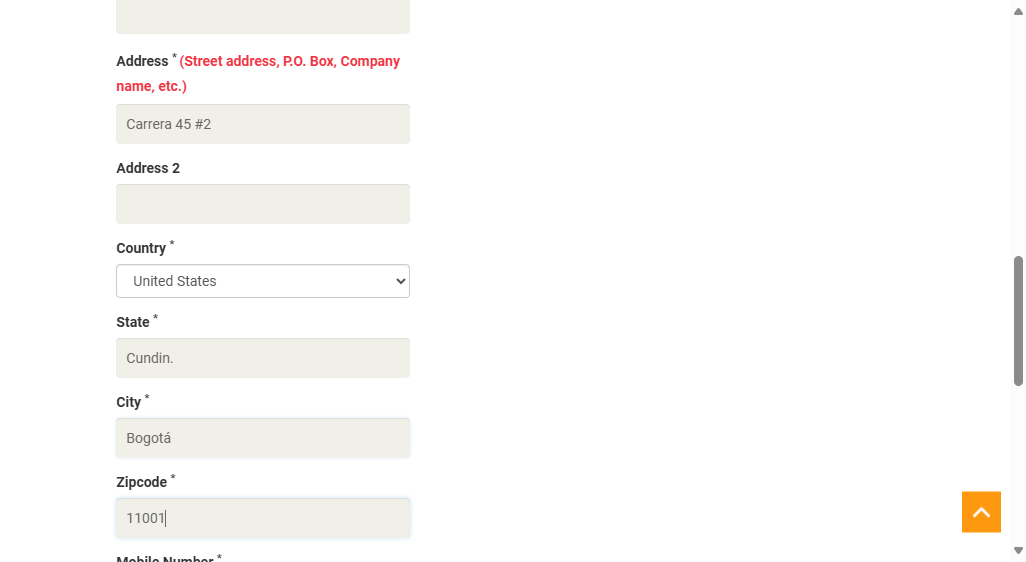 Address * (Street address, P.O. Box, Company
name, etc.)
Carrera 45 #2
Address 2
Country *
United States
State *
Cundin.
City *
Bogotá
Zipcode *
11001
Mobile Number *